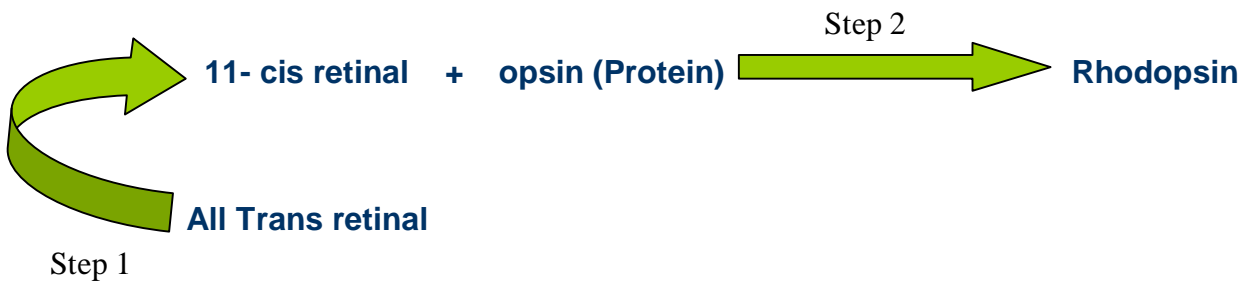 Step 2
11- cis retinal + opsin (Protein) Rhodopsin
All Trans retinal
Step 1